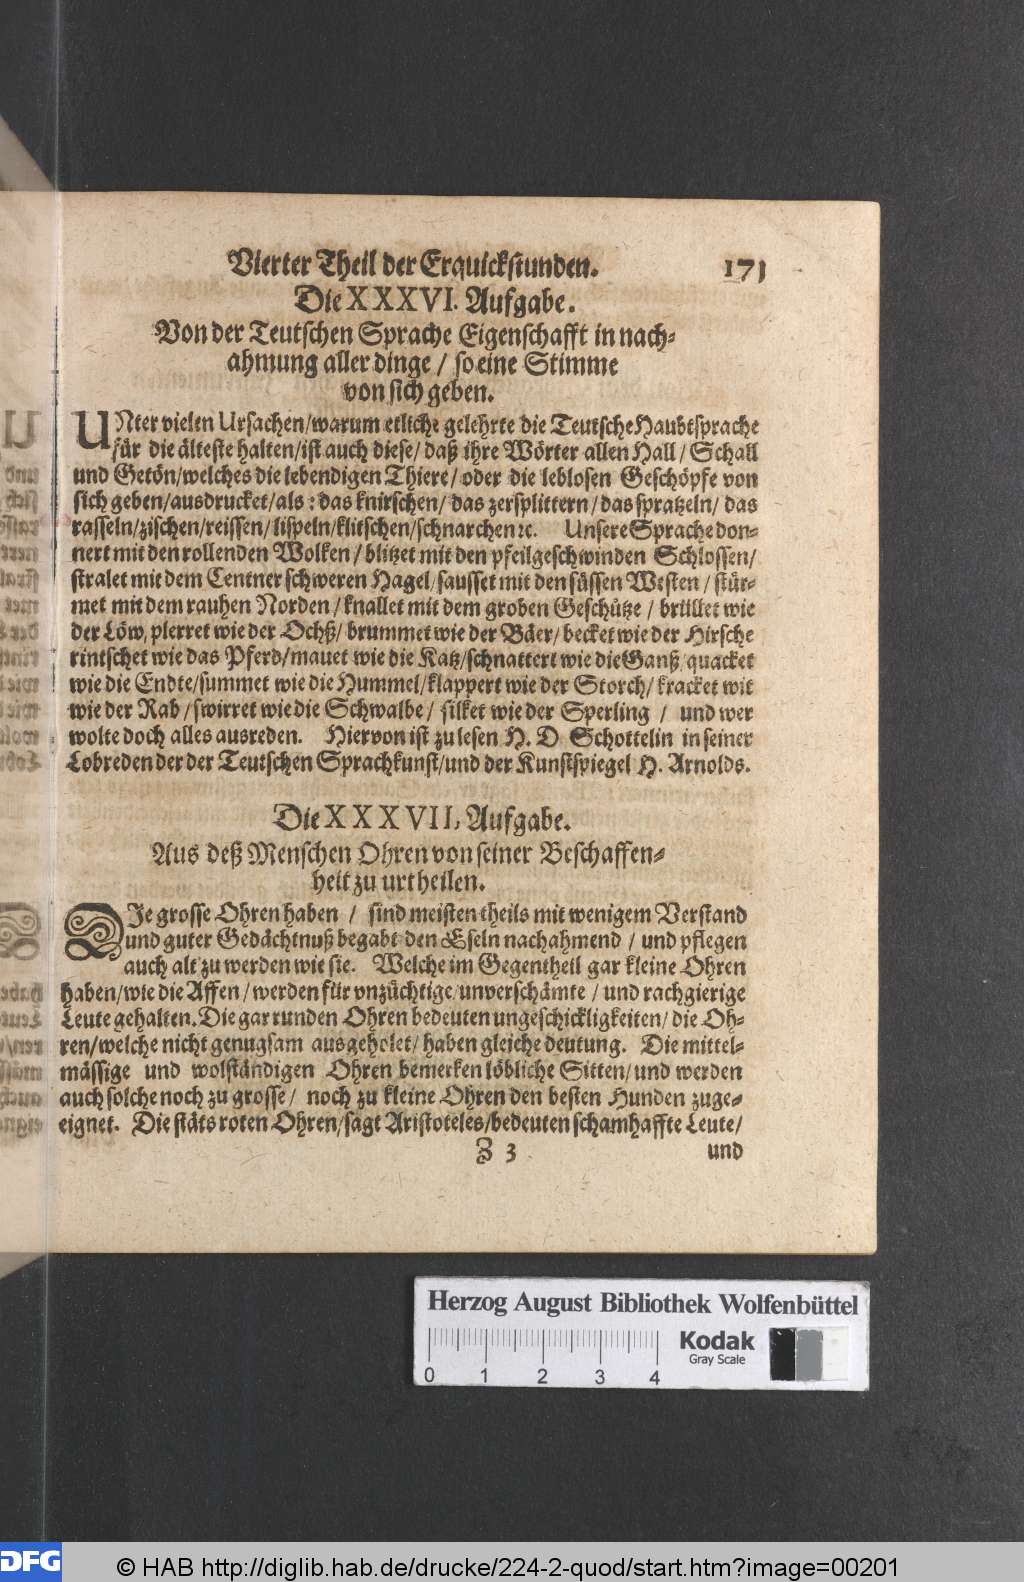 Vierter Theil der Erquickstunden. 171
Die XXXVI. Aufgabe.
Von der Teutschen Sprache Eigenschafft in nach-
ahmung aller dinge / so eine Stimme
von sich geben.
UNter vielen Ursachen/warum etliche gelehrte die Teutsche Haubtsprache
für die älteste halten/ist auch diese/ daß ihre Wörter allen Hall / Schall
und Getön/welches die lebendigen Thiere/oder die leblosen Geschöpfe von
sich geben/ausdrucket/als: das knirschen/ das zersplittern/das spratzeln/ das
rasseln/zischen/reissen/ lispeln/klitschen/schnarchen ꝛc. Unsere Sprache don-
nert mit den rollenden Wolken/ blitzet mit den pfeilgeschwinden Schlossen/
stralet mit dem Centner schweren Hagel/sausset mit den süssen Westen / stür-
met mit dem rauhen Norden / knallet mit dem groben Geschütze / brüllet wie
der Löw, plerret wie der Ochß/ brummet wie der Bäer/ becket wie der Hirsche
rintschet wie das Pferd/mauet wie die Katz/schnattert wie die Ganß/quacket
wie die Endte/summet wie die Hummel/klappert wie der Storch/ kracket wit
wie der Rab /swirret wie die Schwalbe / silket wie der Sperling / und wer
wolte doch alles ausreden. Hiervon ist zu lesen H. D Schottelin in seiner
Lobreden der der Teutschen Sprachkunst/und der Kunstspiegel H. Arnolds.
Die XXXVII, Aufgabe.
Aus deß Menschen Ohren von seiner Beschaffen-
heit zu urtheilen.
DIe grosse Ohren haben / sind meistentheils mit wenigem Verstand
und guter Gedächtnuß begabt den Eseln nachahmend / und pflegen
auch alt zu werden wie sie. Welche im Gegentheil gar kleine Ohren
haben/wie die Affen / werden für vnzüchtige/unverschämte / und rachgierige
Leute gehalten. Die gar runden Ohren bedeuten ungeschickligkeiten/ die Oh-
ren/welche nicht genugsam ausgeholet/ haben gleiche deutung. Die mittel-
mässige und wolständigen Ohren bemerken löbliche Sitten/ und werden
auch solche noch zu grosse / noch zu kleine Ohren den besten Hunden zuge-
eignet. Die stäts roten Ohren/sagt Aristoteles/bedeuten schamhaffte Leute/
Z 3 und
Herzog August Bibliothek Wolfenbüttel
Kodak
Gray Scale
0 1 2 3 4
DFG © HAB http://diglib.hab.de/drucke/224-2-quod/start.htm?image=00201